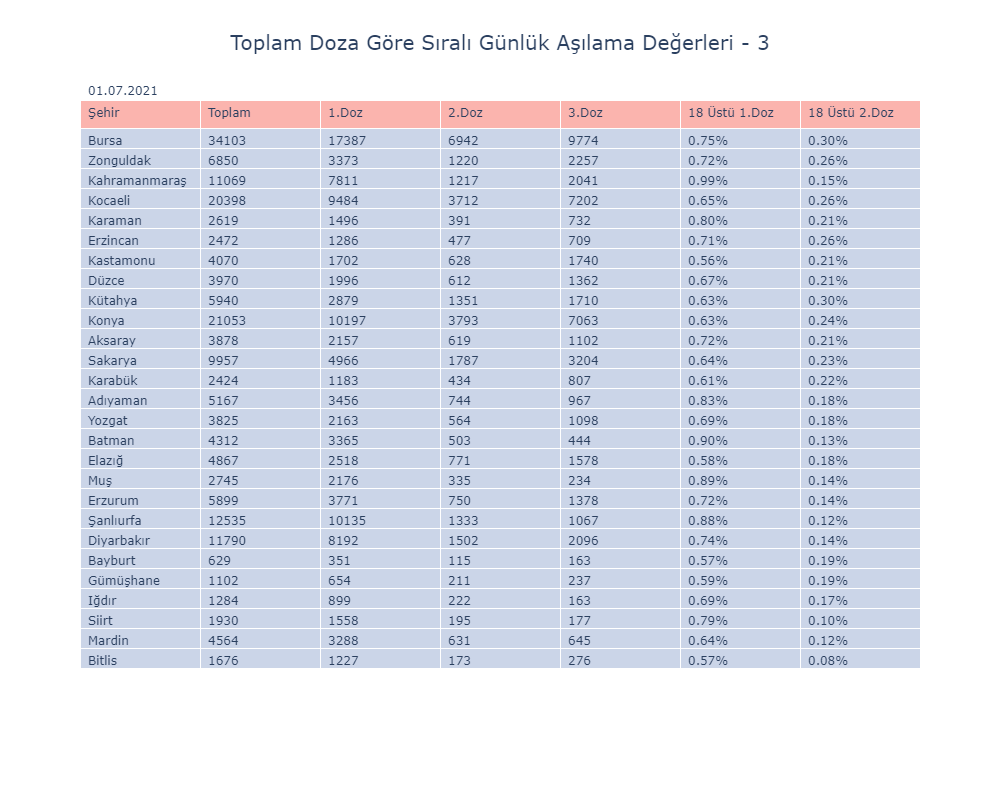 Toplam Doza Göre Sıralı Günlük Aşılama Değerleri - 3
01.07.2021
Şehir Toplam 1.Doz 2.Doz 3.Doz 18 Üstü 1.Doz 18 Üstü 2.Doz
Bursa 34103 17387 6942 9774 0.75% 0.30%
Zonguldak 6850 3373 1220 2257 0.72% 0.26%
Kahramanmaraş 11069 7811 1217 2041 0.99% 0.15%
Kocaeli 20398 9484 3712 7202 0.65% 0.26%
Karaman 2619 1496 391 732 0.80% 0.21%
Erzincan 2472 1286 477 709 0.71% 0.26%
Kastamonu 4070 1702 628 1740 0.56% 0.21%
Düzce 3970 1996 612 1362 0.67% 0.21%
Kütahya 5940 2879 1351 1710 0.63% 0.30%
Konya 21053 10197 3793 7063 0.63% 0.24%
Aksaray 3878 2157 619 1102 0.72% 0.21%
Sakarya 9957 4966 1787 3204 0.64% 0.23%
Karabük 2424 1183 434 807 0.61% 0.22%
Adıyaman 5167 3456 744 967 0.83% 0.18%
Yozgat 3825 2163 564 1098 0.69% 0.18%
Batman 4312 3365 503 444 0.90% 0.13%
Elazığ 4867 2518 771 1578 0.58% 0.18%
Muş 2745 2176 335 234 0.89% 0.14%
Erzurum 5899 3771 750 1378 0.72% 0.14%
Şanlıurfa 12535 10135 1333 1067 0.88% 0.12%
Diyarbakır 11790 8192 1502 2096 0.74% 0.14%
Bayburt 629 351 115 163 0.57% 0.19%
Gümüşhane 1102 654 211 237 0.59% 0.19%
Iğdır 1284 899 222 163 0.69% 0.17%
Siirt 1930 1558 195 177 0.79% 0.10%
Mardin 4564 3288 631 645 0.64% 0.12%
Bitlis 1676 1227 173 276 0.57% 0.08%